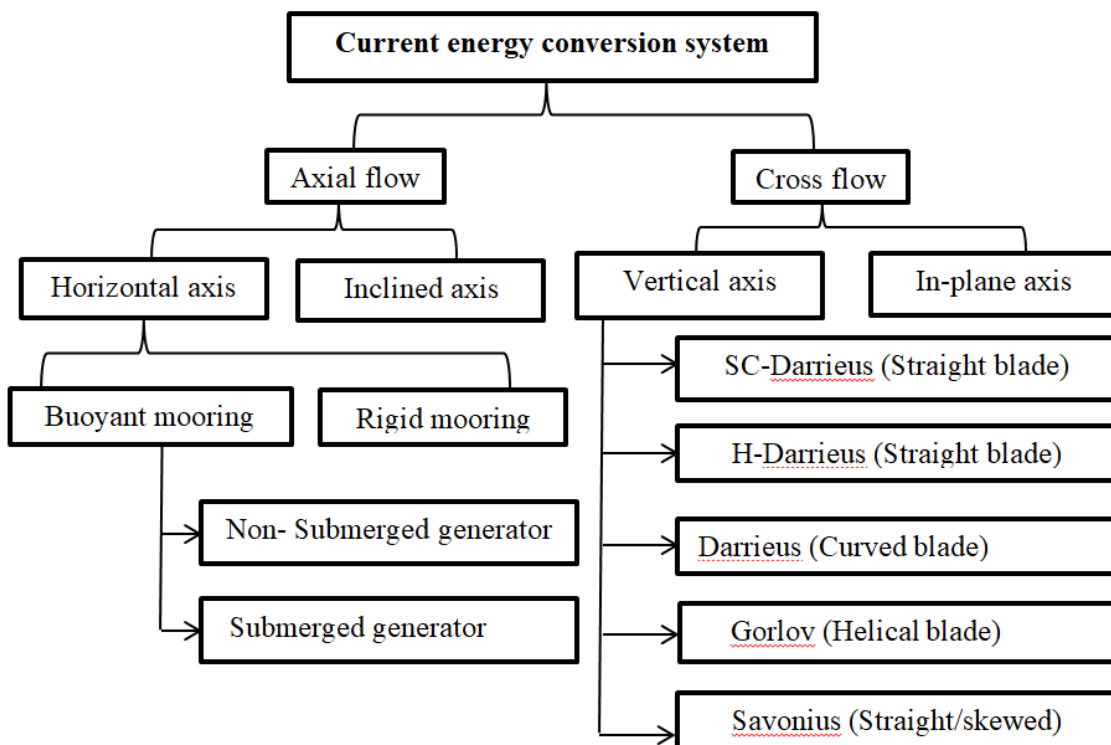 Current energy conversion system
Axial flow
Cross flow
Horizontal axis
Inclined axis
Vertical axis
In-plane axis
Buoyant mooring
Rigid mooring
Non- Submerged generator
Submerged generator
SC-Darrieus (Straight blade)
H-Darrieus (Straight blade)
Darrieus (Curved blade)
Gorlov (Helical blade)
Savonius (Straight/skewed)